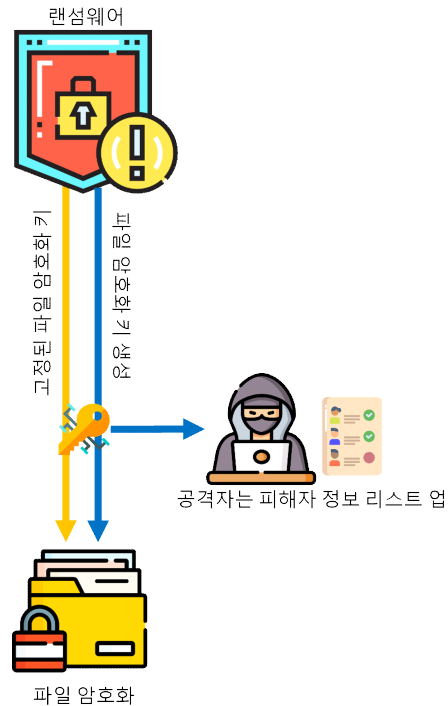 랜섬웨어
고정된 파일 암호화 키
파일 암호화 키 생성
공격자는 피해자 정보 리스트 업
파일 암호화